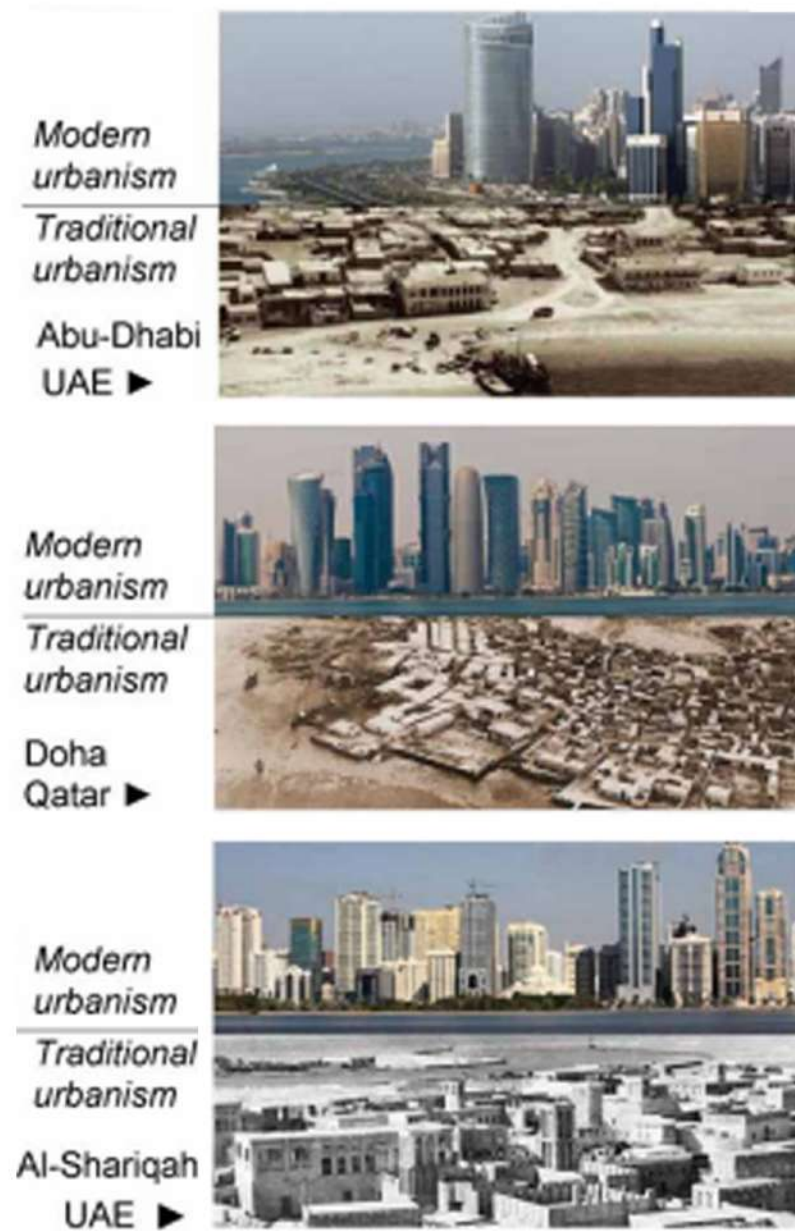 Modern
urbanism
Traditional
urbanism
Abu-Dhabi
UAE ►
Modern
urbanism
Traditional
urbanism
Doha
Qatar ►
Modern
urbanism
Traditional
urbanism
Al-Shariqah
UAE ►